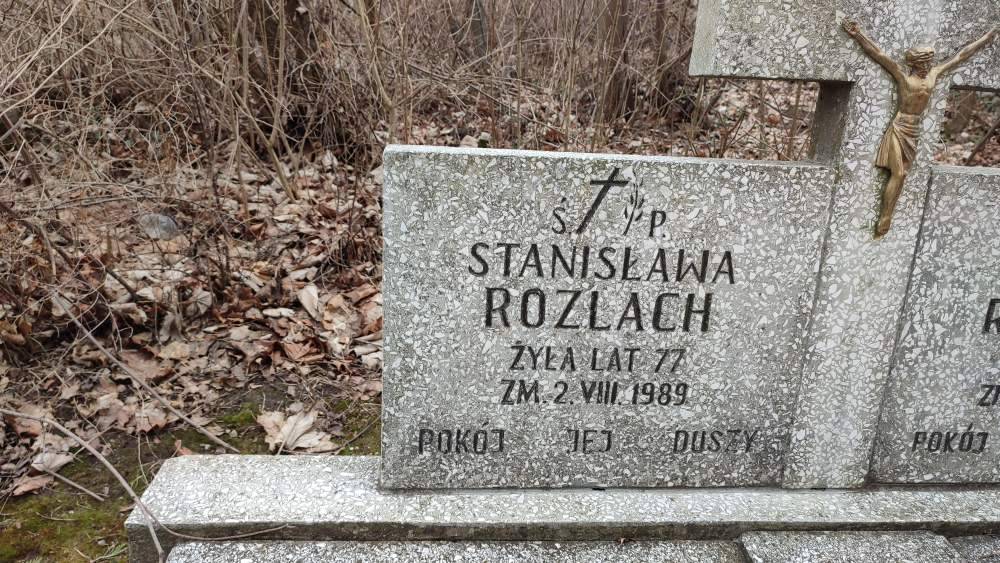 Ś P.
STANISŁAWA
ROZLACH
ŻYŁA LAT 77
ZM. 2. VIII. 1989
POKÓJ JEJ DUSZY
POKÓJ